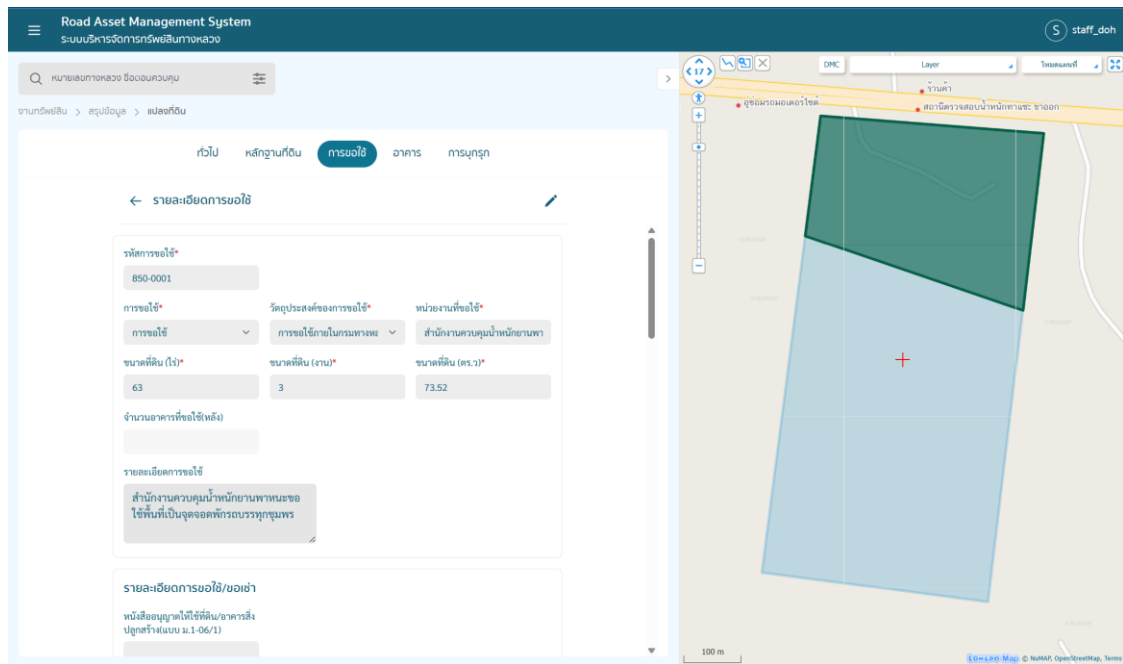 Road Asset Management System
ระบบบริหารจัดการทรัพย์สินทางหลวง
S staff_doh
หมายเลขทางหลวง ชื่อตอนควบคุม
งานทรัพย์สิน > สรุปข้อมูล > แปลงที่ดิน
ทั่วไป หลักฐานที่ดิน การขอใช้ อาคาร การบุกรุก
รายละเอียดการขอใช้
รหัสการขอใช้*
850-0001
การขอใช้* วัตถุประสงค์ของการขอใช้* หน่วยงานที่ขอใช้*
การขอใช้ การขอใช้ภายในกรมทางหล สำนักงานควบคุมน้ำหนักยานพา
ขนาดที่ดิน (ไร่)* ขนาดที่ดิน (งาน)* ขนาดที่ดิน (ตร.ว)*
63 3 73.52
จำนวนอาคารที่ขอใช้(หลัง)
รายละเอียดการขอใช้
สำนักงานควบคุมน้ำหนักยานพาหนะขอ
ใช้พื้นที่เป็นจุดจอดพักรถบรรทุกชุมพร
รายละเอียดการขอใช้/ขอเช่า
หนังสืออนุญาตให้ใช้ที่ดิน/อาคารสิ่ง
ปลูกสร้าง(แบบ ม.1-06/1)
17
DMC Layer โหมดแผนที่
ร้านค้า
อู่ซ่อมรถมอเตอร์ไซต์
สถานีตรวจสอบน้ำหนักท่าแซะ ขาออก
100 m
LONGDO Map © NuMAP, OpenStreetMap, Terms